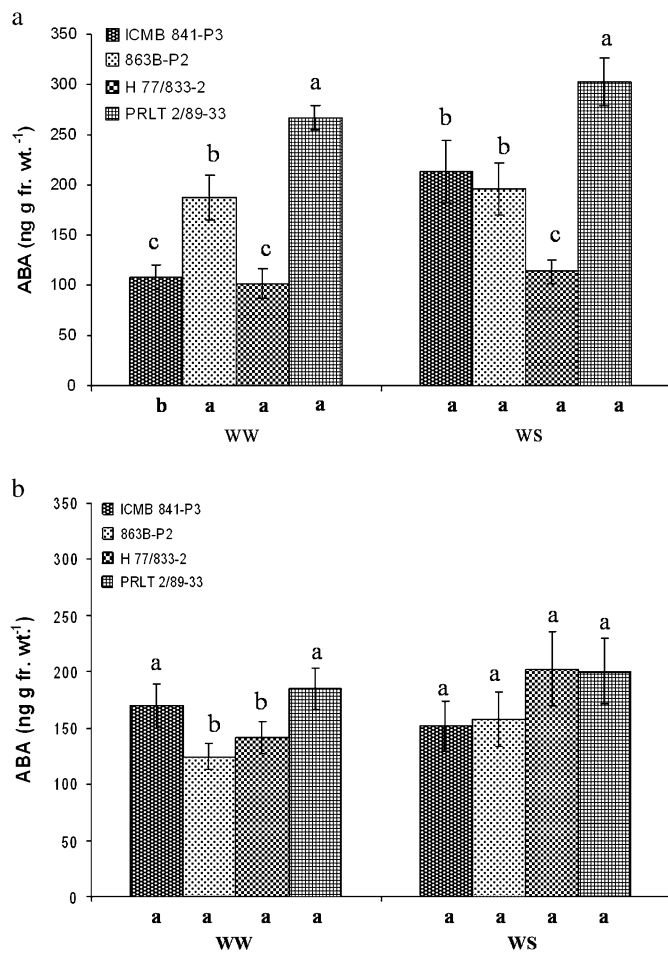 a
350
300
250
200
150
100
50
0
ABA (ng g fr. wt.-1)
ICMB 841-P3
863B-P2
H 77/833-2
PRLT 2/89-33
c b c a
b b c a
b a a a
a a a a
WW WS
b
350
300
250
200
150
100
50
0
ABA (ng g fr. wt.-1)
ICMB 841-P3
863B-P2
H 77/833-2
PRLT 2/89-33
a b b a
a a a a
a a a a
a a a a
WW WS